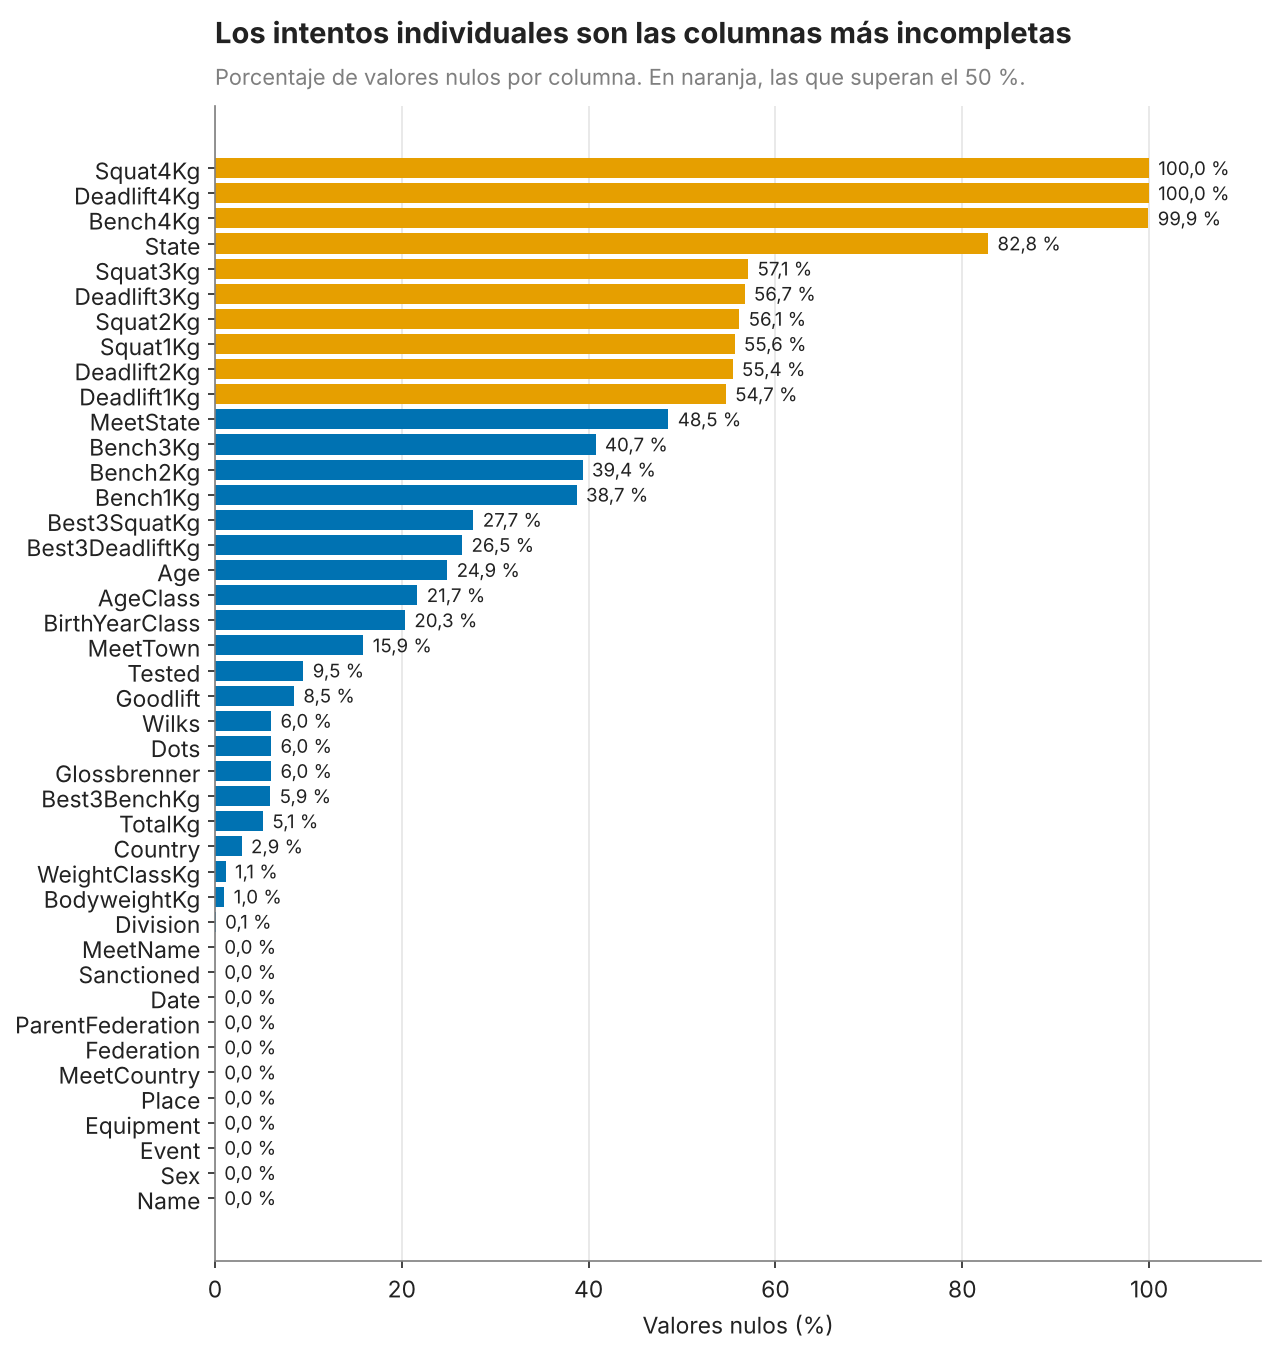 Los intentos individuales son las columnas más incompletas
Porcentaje de valores nulos por columna. En naranja, las que superan el 50 %.
Squat4Kg 100,0 %
Deadlift4Kg 100,0 %
Bench4Kg 99,9 %
State 82,8 %
Squat3Kg 57,1 %
Deadlift3Kg 56,7 %
Squat2Kg 56,1 %
Squat1Kg 55,6 %
Deadlift2Kg 55,4 %
Deadlift1Kg 54,7 %
MeetState 48,5 %
Bench3Kg 40,7 %
Bench2Kg 39,4 %
Bench1Kg 38,7 %
Best3SquatKg 27,7 %
Best3DeadliftKg 26,5 %
Age 24,9 %
AgeClass 21,7 %
BirthYearClass 20,3 %
MeetTown 15,9 %
Tested 9,5 %
Goodlift 8,5 %
Wilks 6,0 %
Dots 6,0 %
Glossbrenner 6,0 %
Best3BenchKg 5,9 %
TotalKg 5,1 %
Country 2,9 %
WeightClassKg 1,1 %
BodyweightKg 1,0 %
Division 0,1 %
MeetName 0,0 %
Sanctioned 0,0 %
Date 0,0 %
ParentFederation 0,0 %
Federation 0,0 %
MeetCountry 0,0 %
Place 0,0 %
Equipment 0,0 %
Event 0,0 %
Sex 0,0 %
Name 0,0 %
0 20 40 60 80 100
Valores nulos (%)